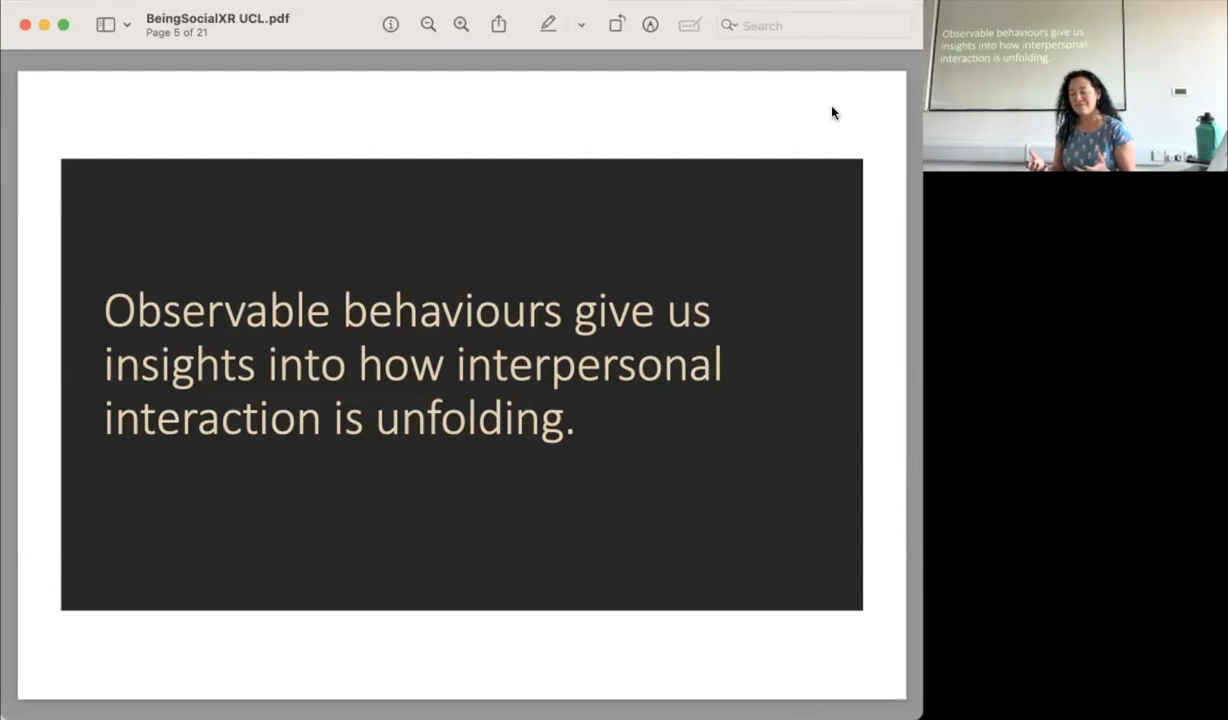 BeingSocialXR UCL.pdf
Page 5 of 21
Search
Observable behaviours give us
insights into how interpersonal
interaction is unfolding.
Observable behaviours give us
insights into how interpersonal
interaction is unfolding.